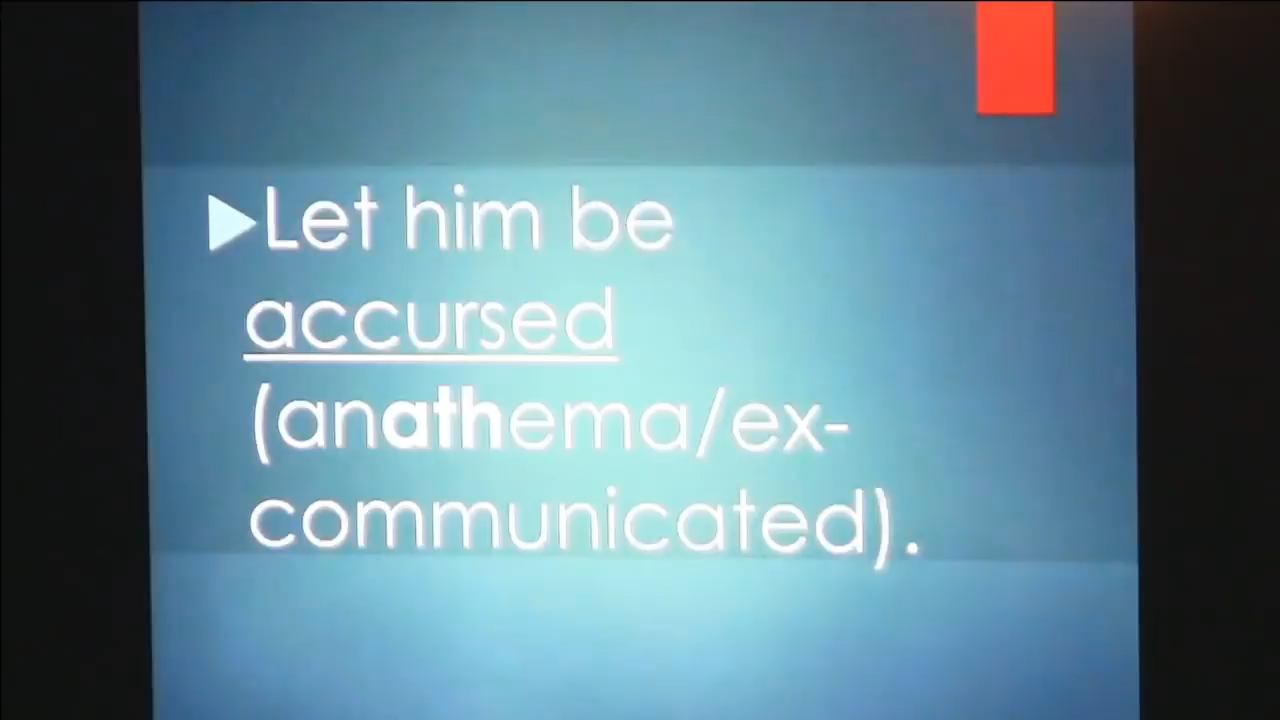 Let him be
accursed
(anathema/ex-
communicated).